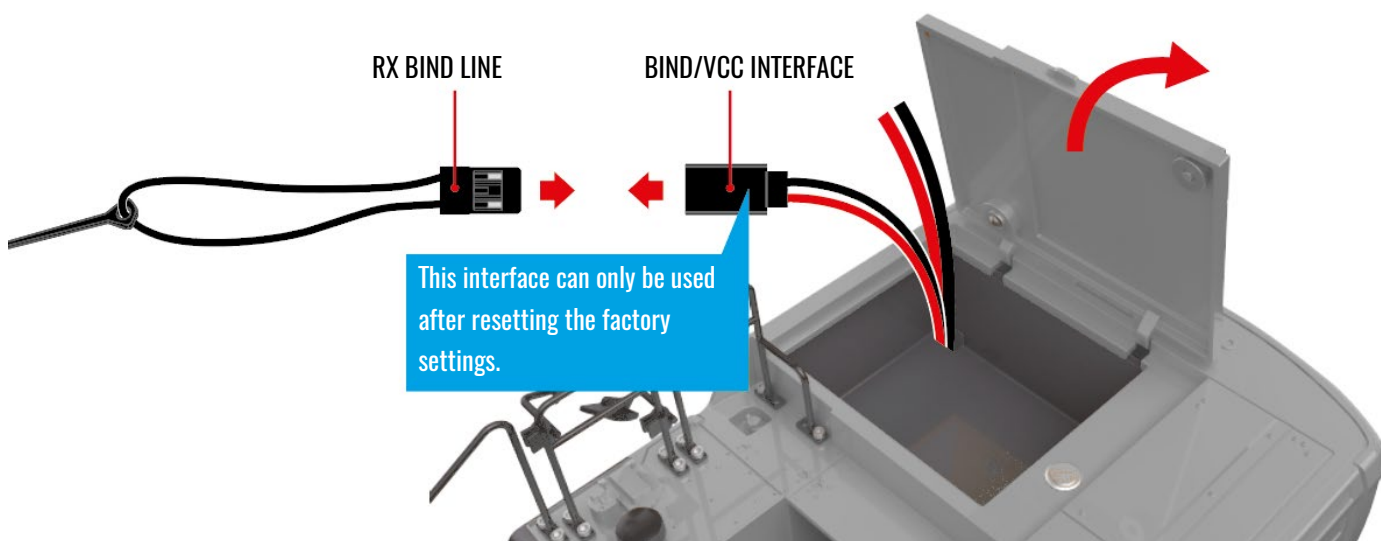 RX BIND LINE
BIND/VCC INTERFACE
This interface can only be used
after resetting the factory
settings.